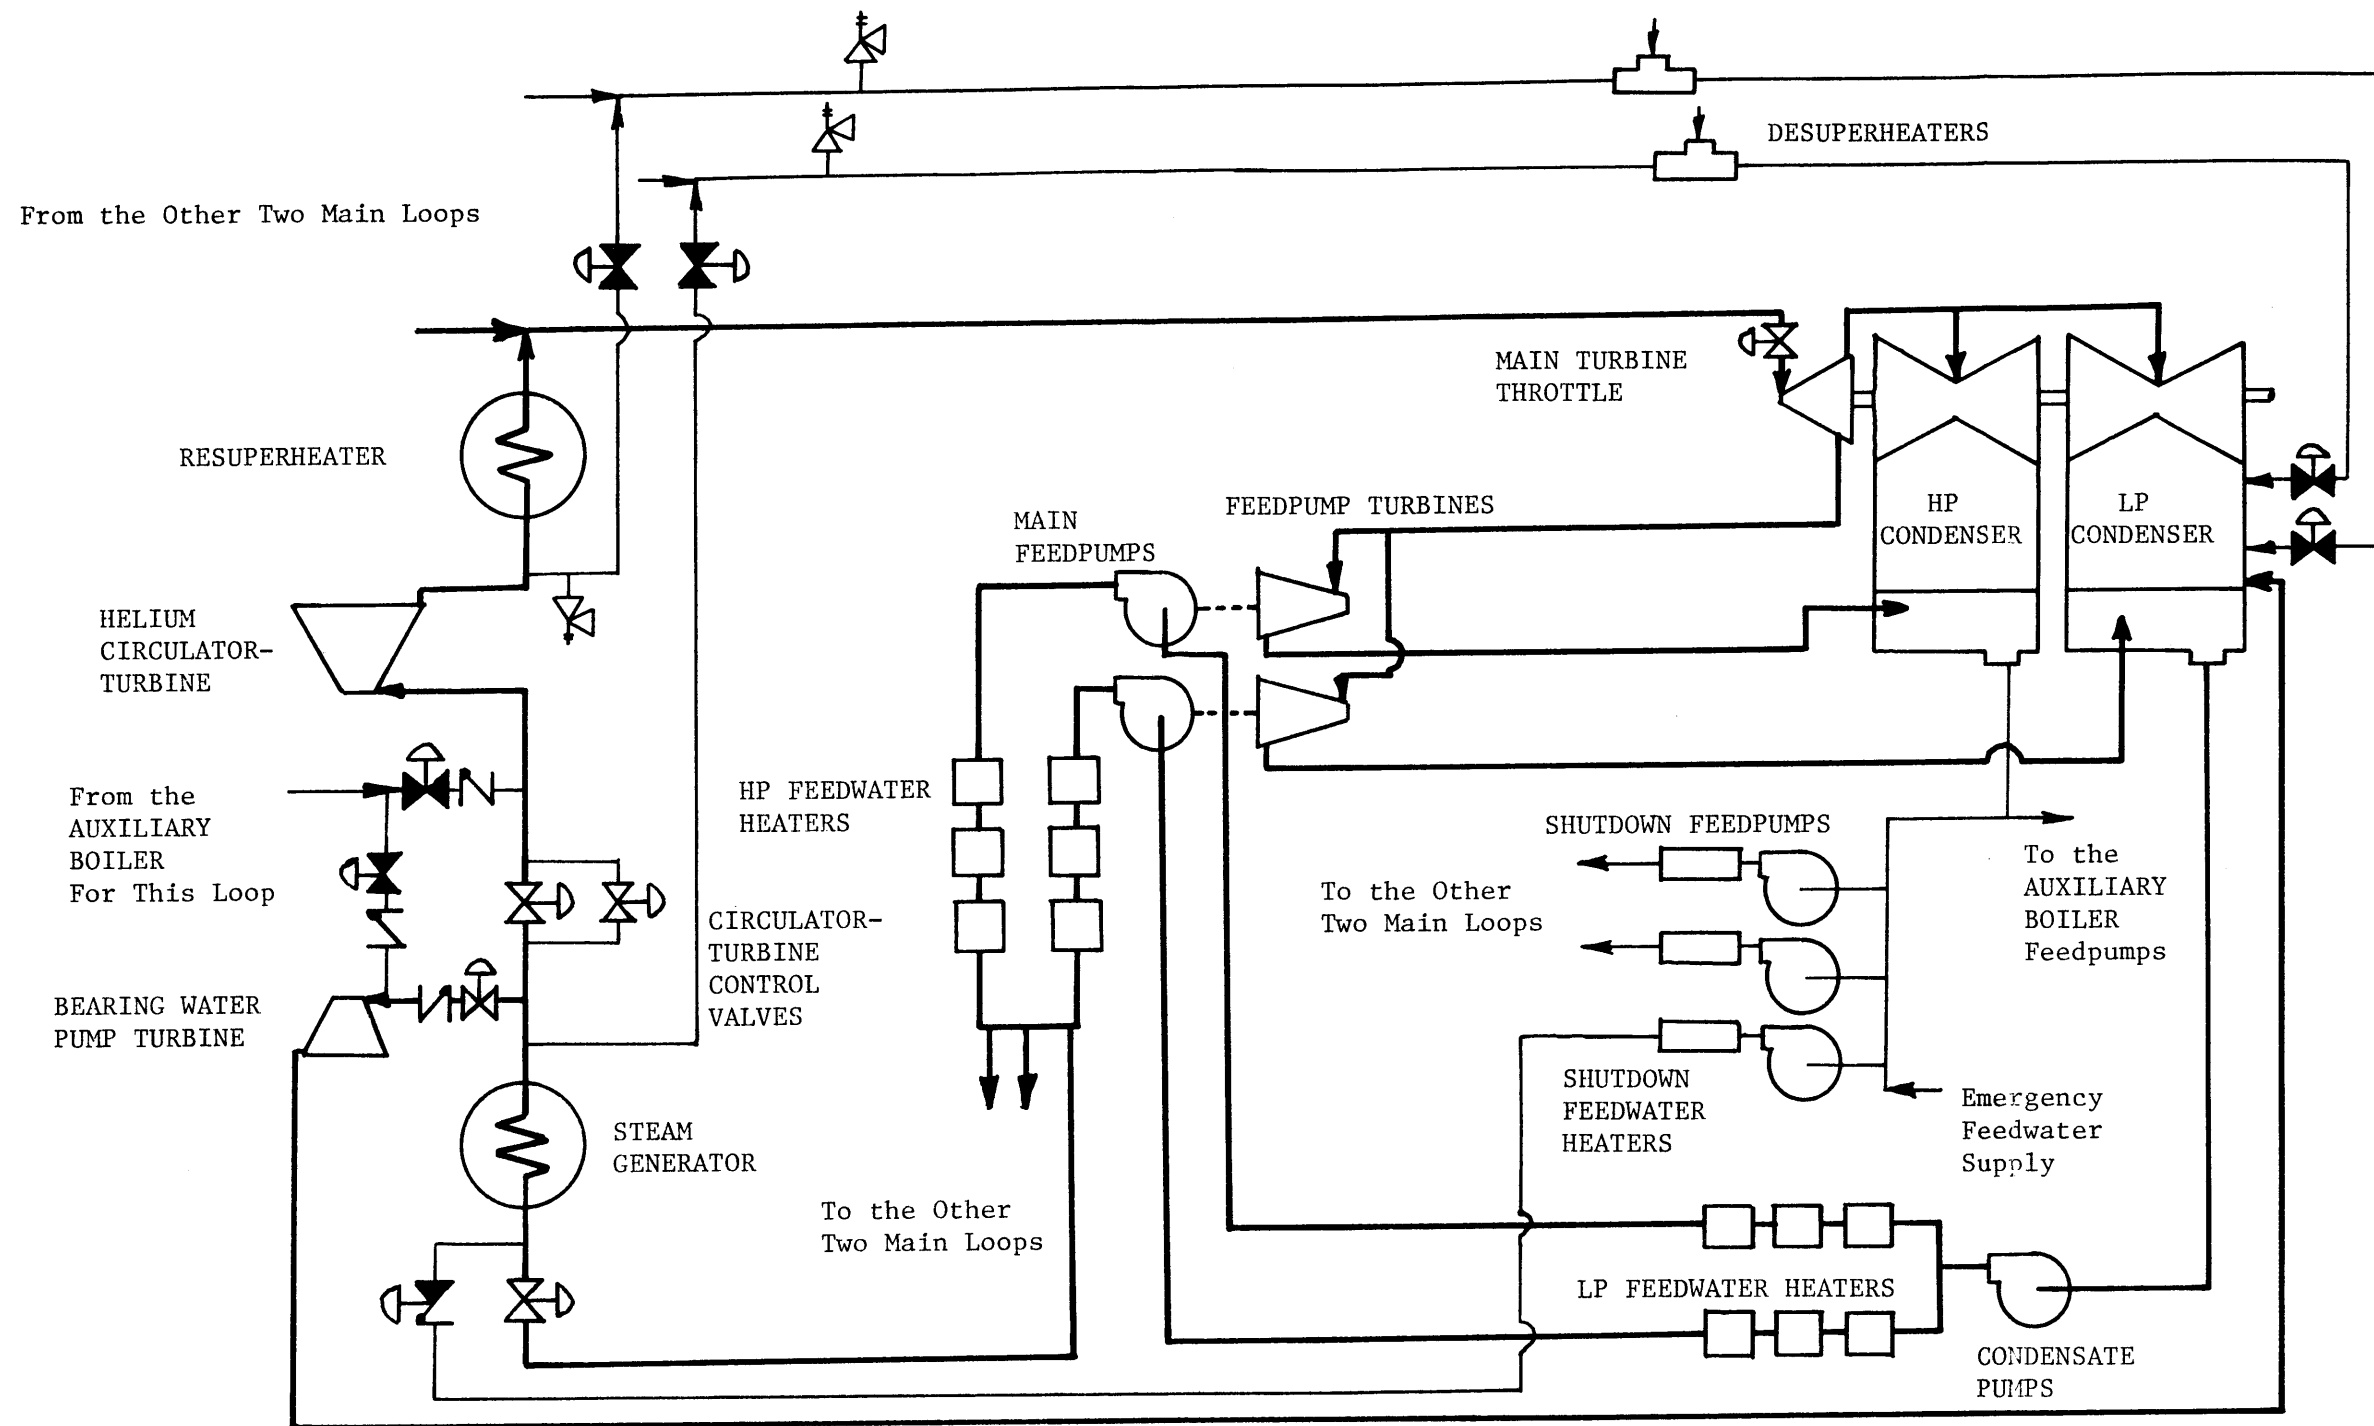 DESUPERHEATERS
From the Other Two Main Loops
MAIN TURBINE
THROTTLE
RESUPERHEATER
FEEDPUMP TURBINES
MAIN
FEEDPUMPS
HP
CONDENSER
LP
CONDENSER
HELIUM
CIRCULATOR-
TURBINE
From the
AUXILIARY
BOILER
For This Loop
HP FEEDWATER
HEATERS
SHUTDOWN FEEDPUMPS
To the Other
Two Main Loops
To the
AUXILIARY
BOILER
Feedpumps
CIRCULATOR-
TURBINE
CONTROL
VALVES
BEARING WATER
PUMP TURBINE
SHUTDOWN
FEEDWATER
HEATERS
Emergency
Feedwater
Supply
STEAM
GENERATOR
To the Other
Two Main Loops
LP FEEDWATER HEATERS
CONDENSATE
PUMPS